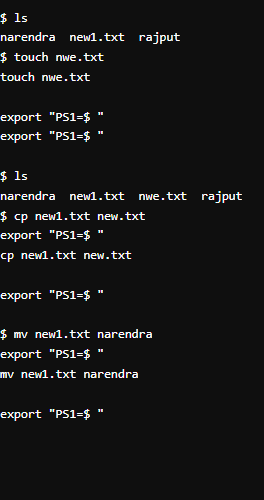 $ ls
narendra  new1.txt  rajput
$ touch nwe.txt
touch nwe.txt
export "PS1=$ "
export "PS1=$ "
$ ls
narendra  new1.txt  nwe.txt  rajput
$ cp new1.txt new.txt
export "PS1=$ "
cp new1.txt new.txt
export "PS1=$ "
$ mv new1.txt narendra
export "PS1=$ "
mv new1.txt narendra
export "PS1=$ "